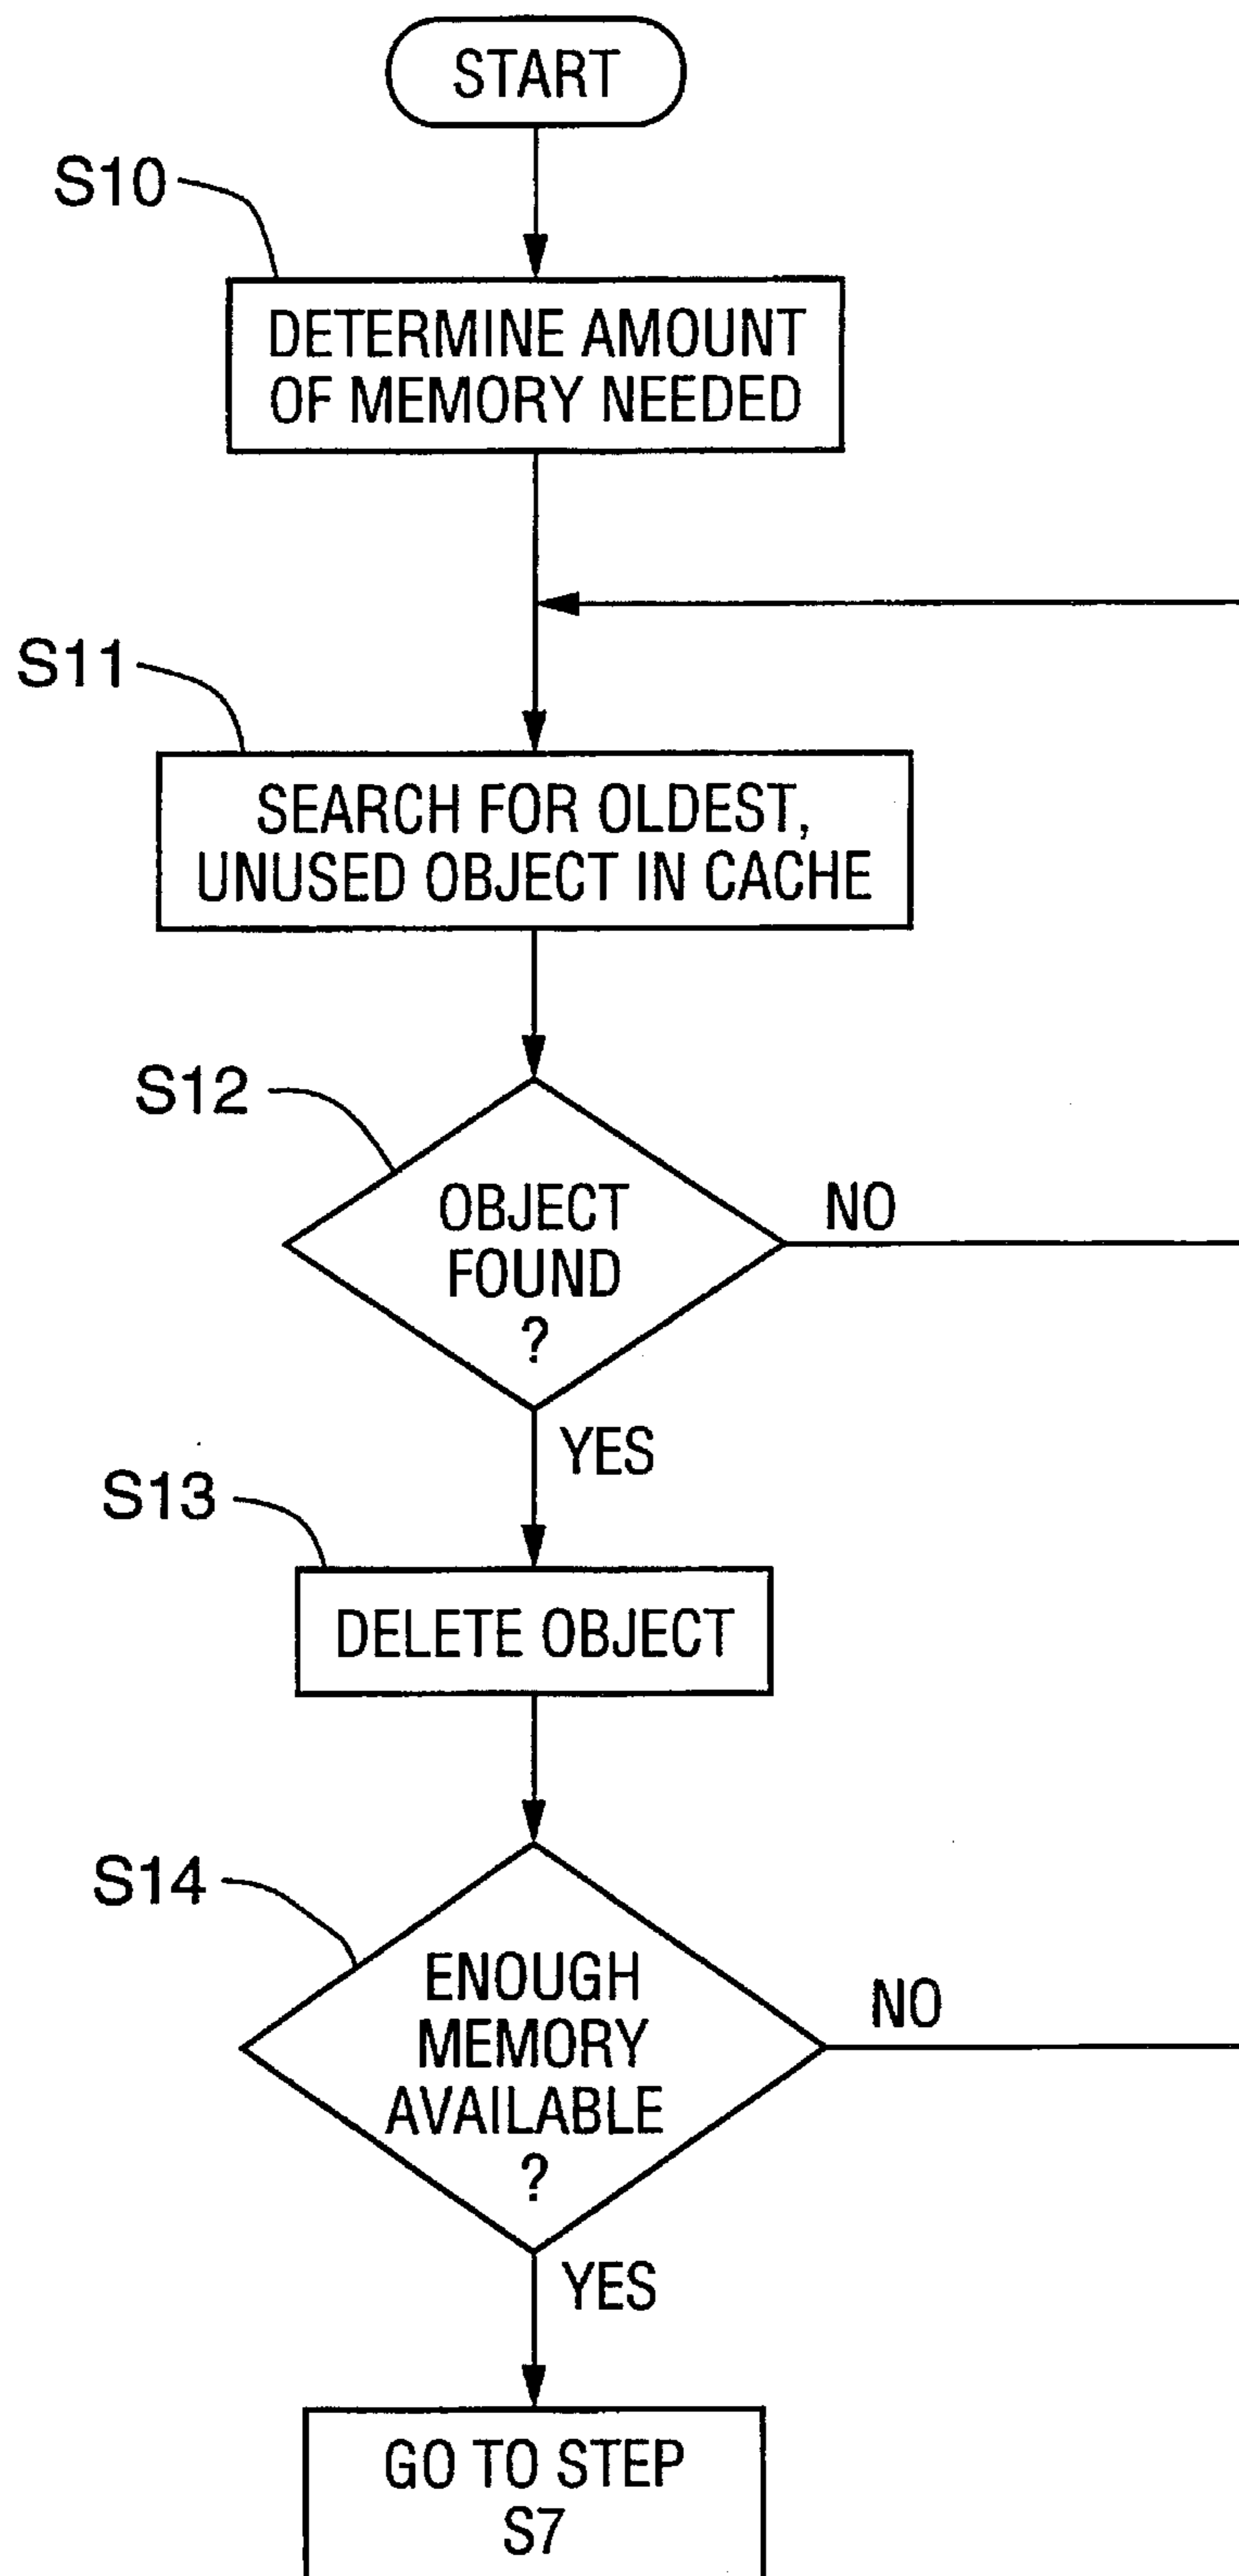 START
S10
DETERMINE AMOUNT
OF MEMORY NEEDED
S11
SEARCH FOR OLDEST,
UNUSED OBJECT IN CACHE
S12
OBJECT
FOUND
?
NO
YES
S13
DELETE OBJECT
S14
ENOUGH
MEMORY
AVAILABLE
?
NO
YES
GO TO STEP
S7